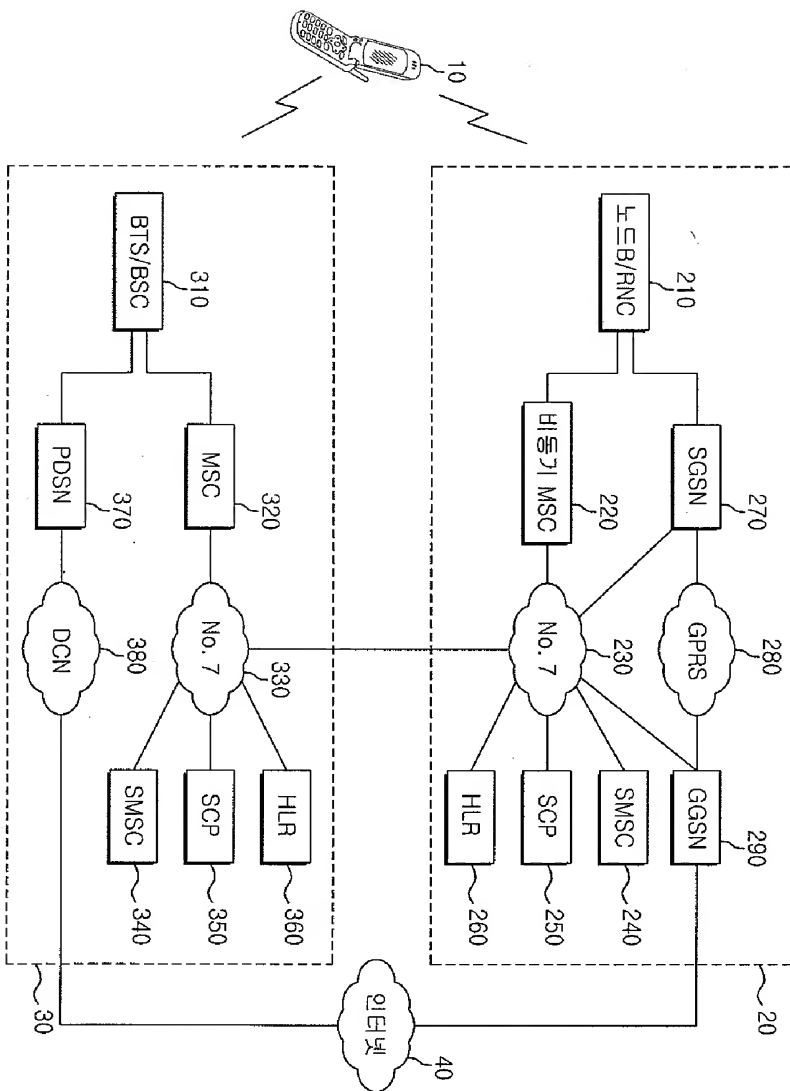 10
20
노드B/RNC
210
SGSN
270
GPRS
280
GGSN
290
비동기 MSC
220
No. 7
230
SMSC
240
SCP
250
HLR
260
30
BTS/BSC
310
MSC
320
No. 7
330
HLR
360
SCP
350
SMSC
340
PDSN
370
DCN
380
인터넷
40